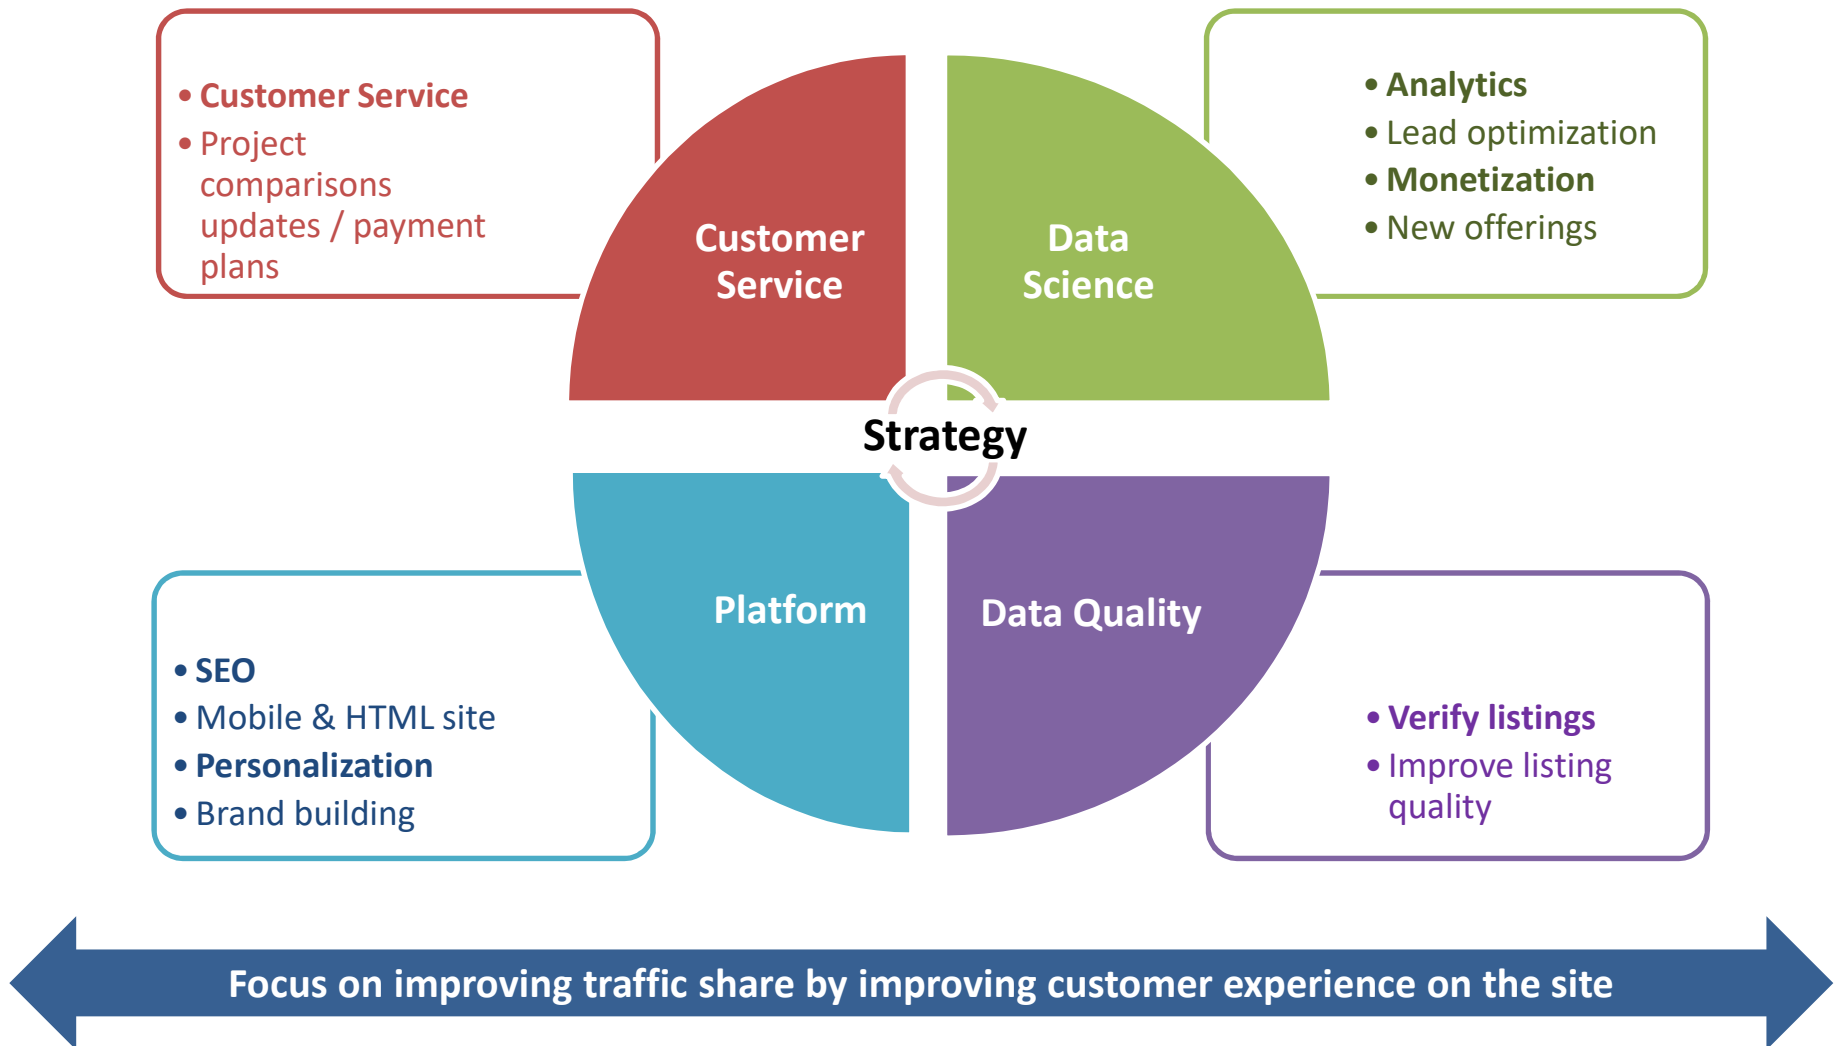 • Customer Service
• Project
comparisons
updates / payment
plans
• Analytics
• Lead optimization
• Monetization
• New offerings
Customer
Service
Data
Science
Strategy
Platform
Data Quality
• SEO
• Mobile & HTML site
• Personalization
• Brand building
• Verify listings
• Improve listing
quality
Focus on improving traffic share by improving customer experience on the site